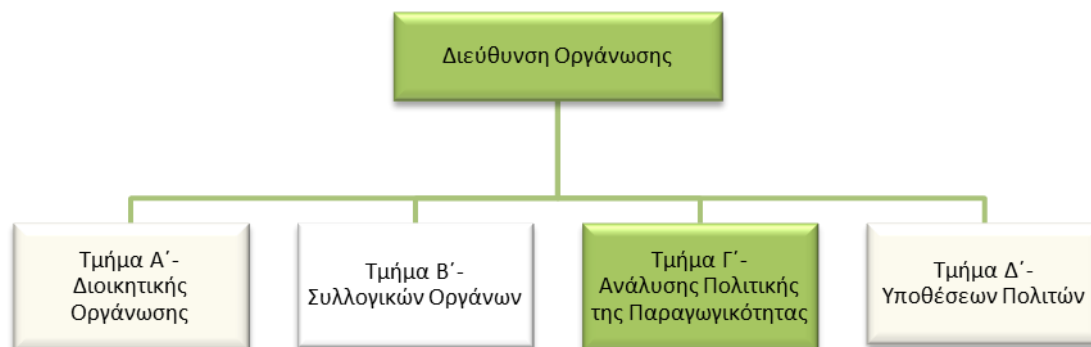 Διεύθυνση Οργάνωσης
Τμήμα Α΄-
Διοικητικής
Οργάνωσης
Τμήμα Β΄-
Συλλογικών Οργάνων
Τμήμα Γ΄-
Ανάλυσης Πολιτικής
της Παραγωγικότητας
Τμήμα Δ΄-
Υποθέσεων Πολιτών